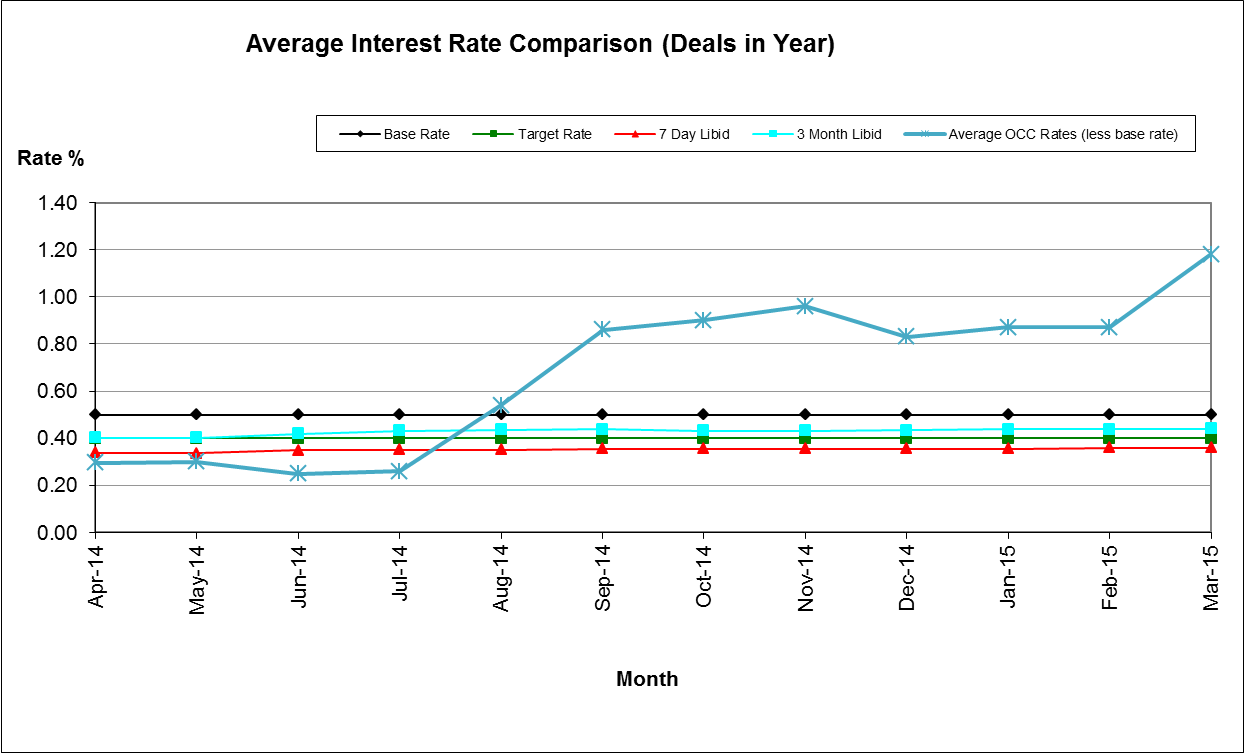 Average Interest Rate Comparison (Deals in Year)
Base Rate Target Rate 7 Day Libid 3 Month Libid Average OCC Rates (less base rate)
Rate %
1.40
1.20
1.00
0.80
0.60
0.40
0.20
0.00
Apr-14 May-14 Jun-14 Jul-14 Aug-14 Sep-14 Oct-14 Nov-14 Dec-14 Jan-15 Feb-15 Mar-15
Month